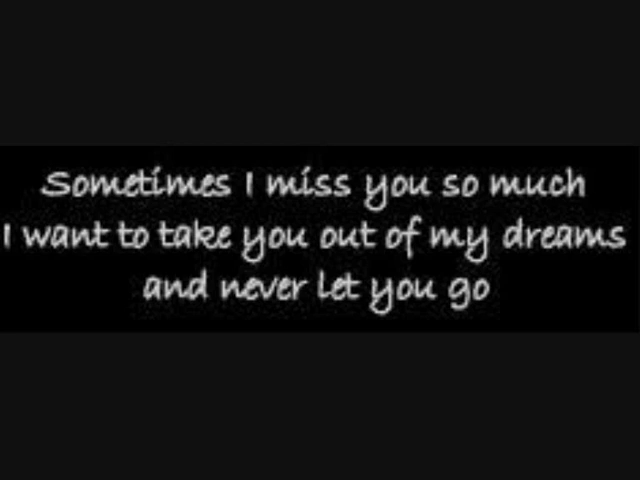 Sometimes I miss you so much
I want to take you out of my dreams
and never let you go